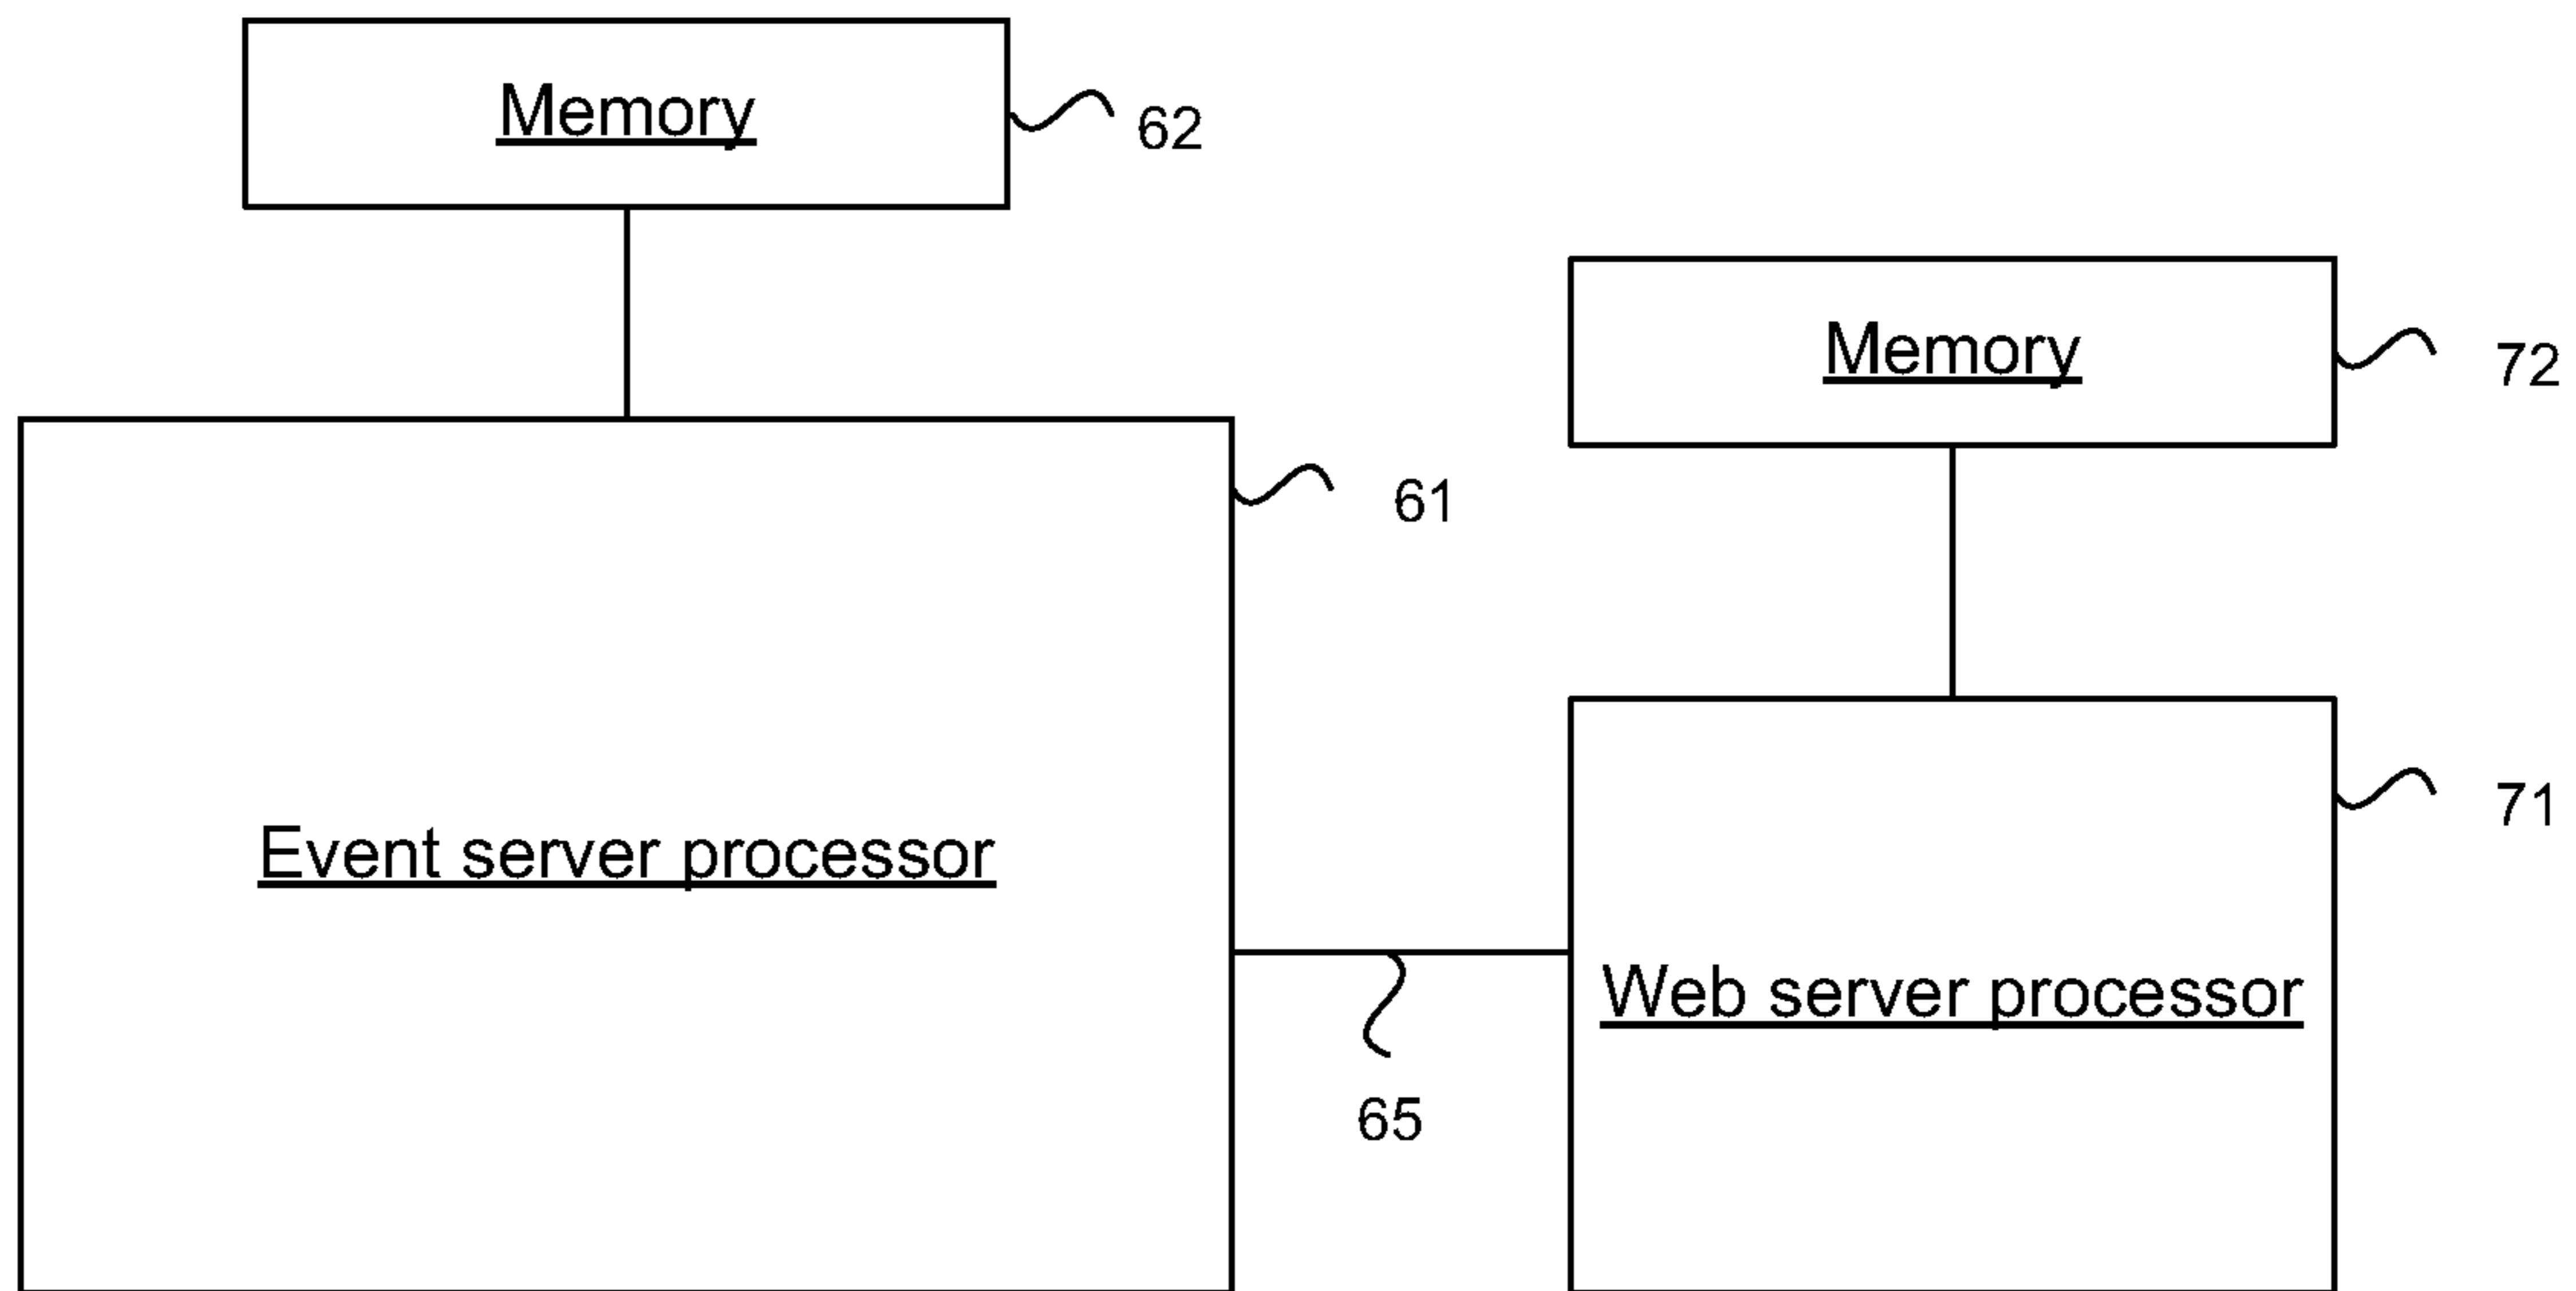 Memory
62
Memory
72
61
Event server processor
71
Web server processor
65